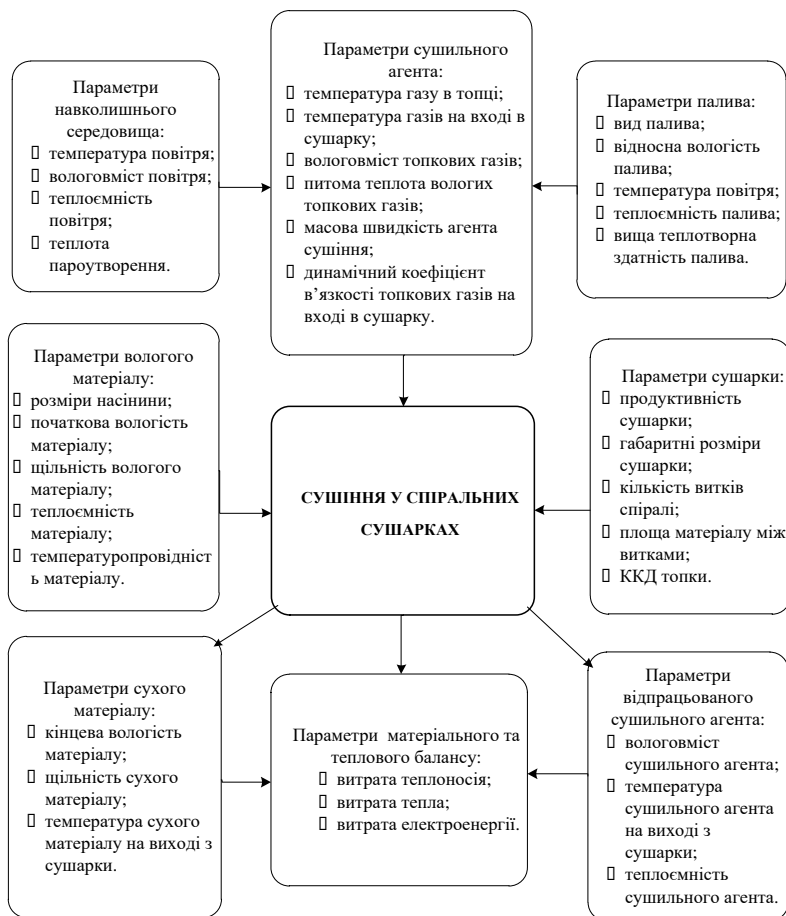 Параметри сушильного
агента:
температура газу в топці;
температура газів на вході в
сушарку;
вологовміст топкових газів;
питома теплота вологих
топкових газів;
масова швидкість агента
сушіння;
динамічний коефіцієнт
в’язкості топкових газів на
вході в сушарку.
Параметри
навколишнього
середовища:
температура повітря;
вологовміст повітря;
теплоємність
повітря;
теплота
пароутворення.
Параметри палива:
вид палива;
відносна вологість
палива;
температура повітря;
теплоємність палива;
вища теплотворна
здатність палива.
Параметри вологого
матеріалу:
розміри насінини;
початкова вологість
матеріалу;
щільність вологого
матеріалу;
теплоємність
матеріалу;
температуропровідніст
ь матеріалу.
СУШІННЯ У СПІРАЛЬНИХ
СУШАРКАХ
Параметри сушарки:
продуктивність
сушарки;
габаритні розміри
сушарки;
кількість витків
спіралі;
площа матеріалу між
витками;
ККД топки.
Параметри сухого
матеріалу:
кінцева вологість
матеріалу;
щільність сухого
матеріалу;
температура сухого
матеріалу на виході з
сушарки.
Параметри матеріального та
теплового балансу:
витрата теплоносія;
витрата тепла;
витрата електроенергії.
Параметри
відпрацьованого
сушильного агента:
вологовміст
сушильного агента;
температура
сушильного агента
на виході з
сушарки;
теплоємність
сушильного агента.